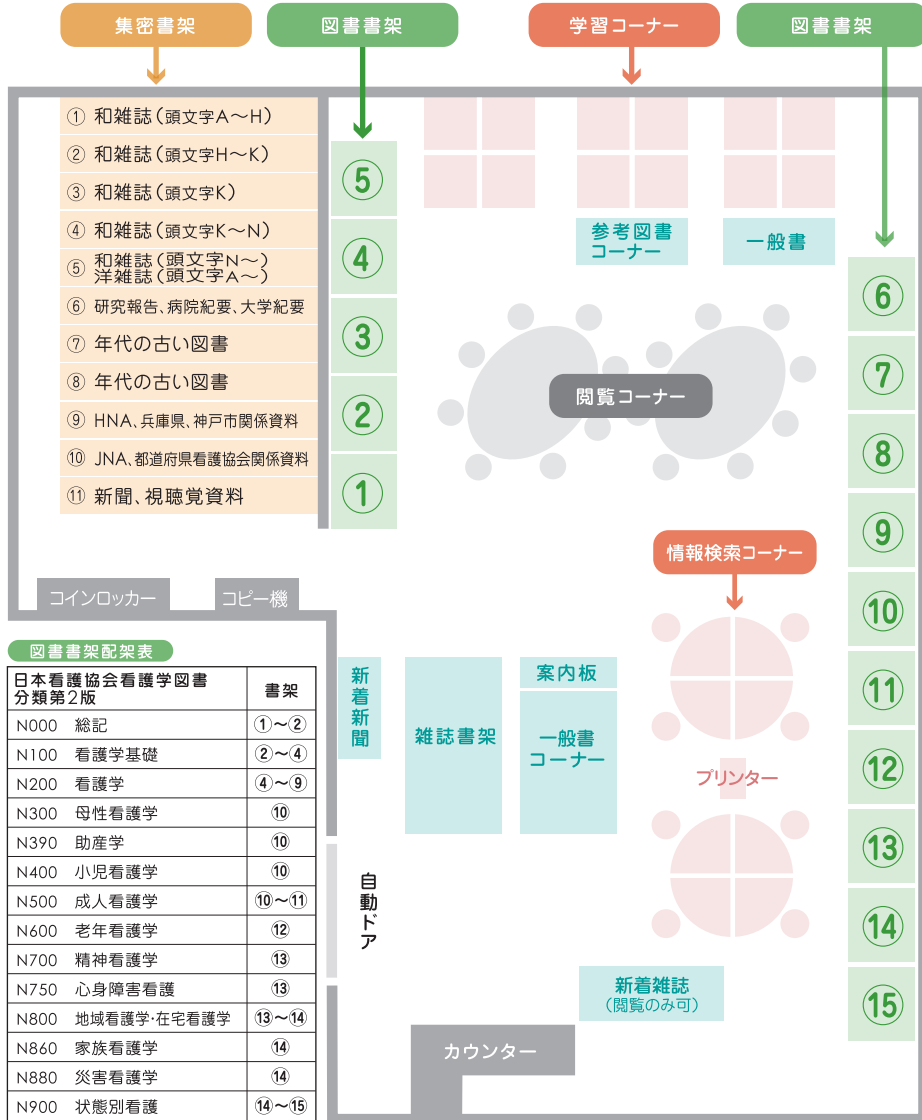 集密書架
図書書架
学習コーナー
図書書架
① 和雑誌(頭文字A〜H)
② 和雑誌(頭文字H〜K)
③ 和雑誌(頭文字K)
④ 和雑誌(頭文字K〜N)
⑤ 和雑誌(頭文字N〜)
洋雑誌(頭文字A〜)
⑥ 研究報告、病院紀要、大学紀要
⑦ 年代の古い図書
⑧ 年代の古い図書
⑨ HNA、兵庫県、神戸市関係資料
⑩ JNA、都道府県看護協会関係資料
⑪ 新聞、視聴覚資料
⑤
④
③
②
①
参考図書
コーナー
一般書
閲覧コーナー
⑥
⑦
⑧
⑨
⑩
⑪
⑫
⑬
⑭
⑮
情報検索コーナー
プリンター
コインロッカー
コピー機
新着新聞
雑誌書架
案内板
一般書
コーナー
自動ドア
新着雑誌
(閲覧のみ可)
カウンター
図書書架配架表
日本看護協会看護学図書
分類第2版
書架
N000 総記 ①〜②
N100 看護学基礎 ②〜④
N200 看護学 ④〜⑨
N300 母性看護学 ⑩
N390 助産学 ⑩
N400 小児看護学 ⑩
N500 成人看護学 ⑩〜⑪
N600 老年看護学 ⑫
N700 精神看護学 ⑬
N750 心身障害看護 ⑬
N800 地域看護学・在宅看護学 ⑬〜⑭
N860 家族看護学 ⑭
N880 災害看護学 ⑭
N900 状態別看護 ⑭〜⑮